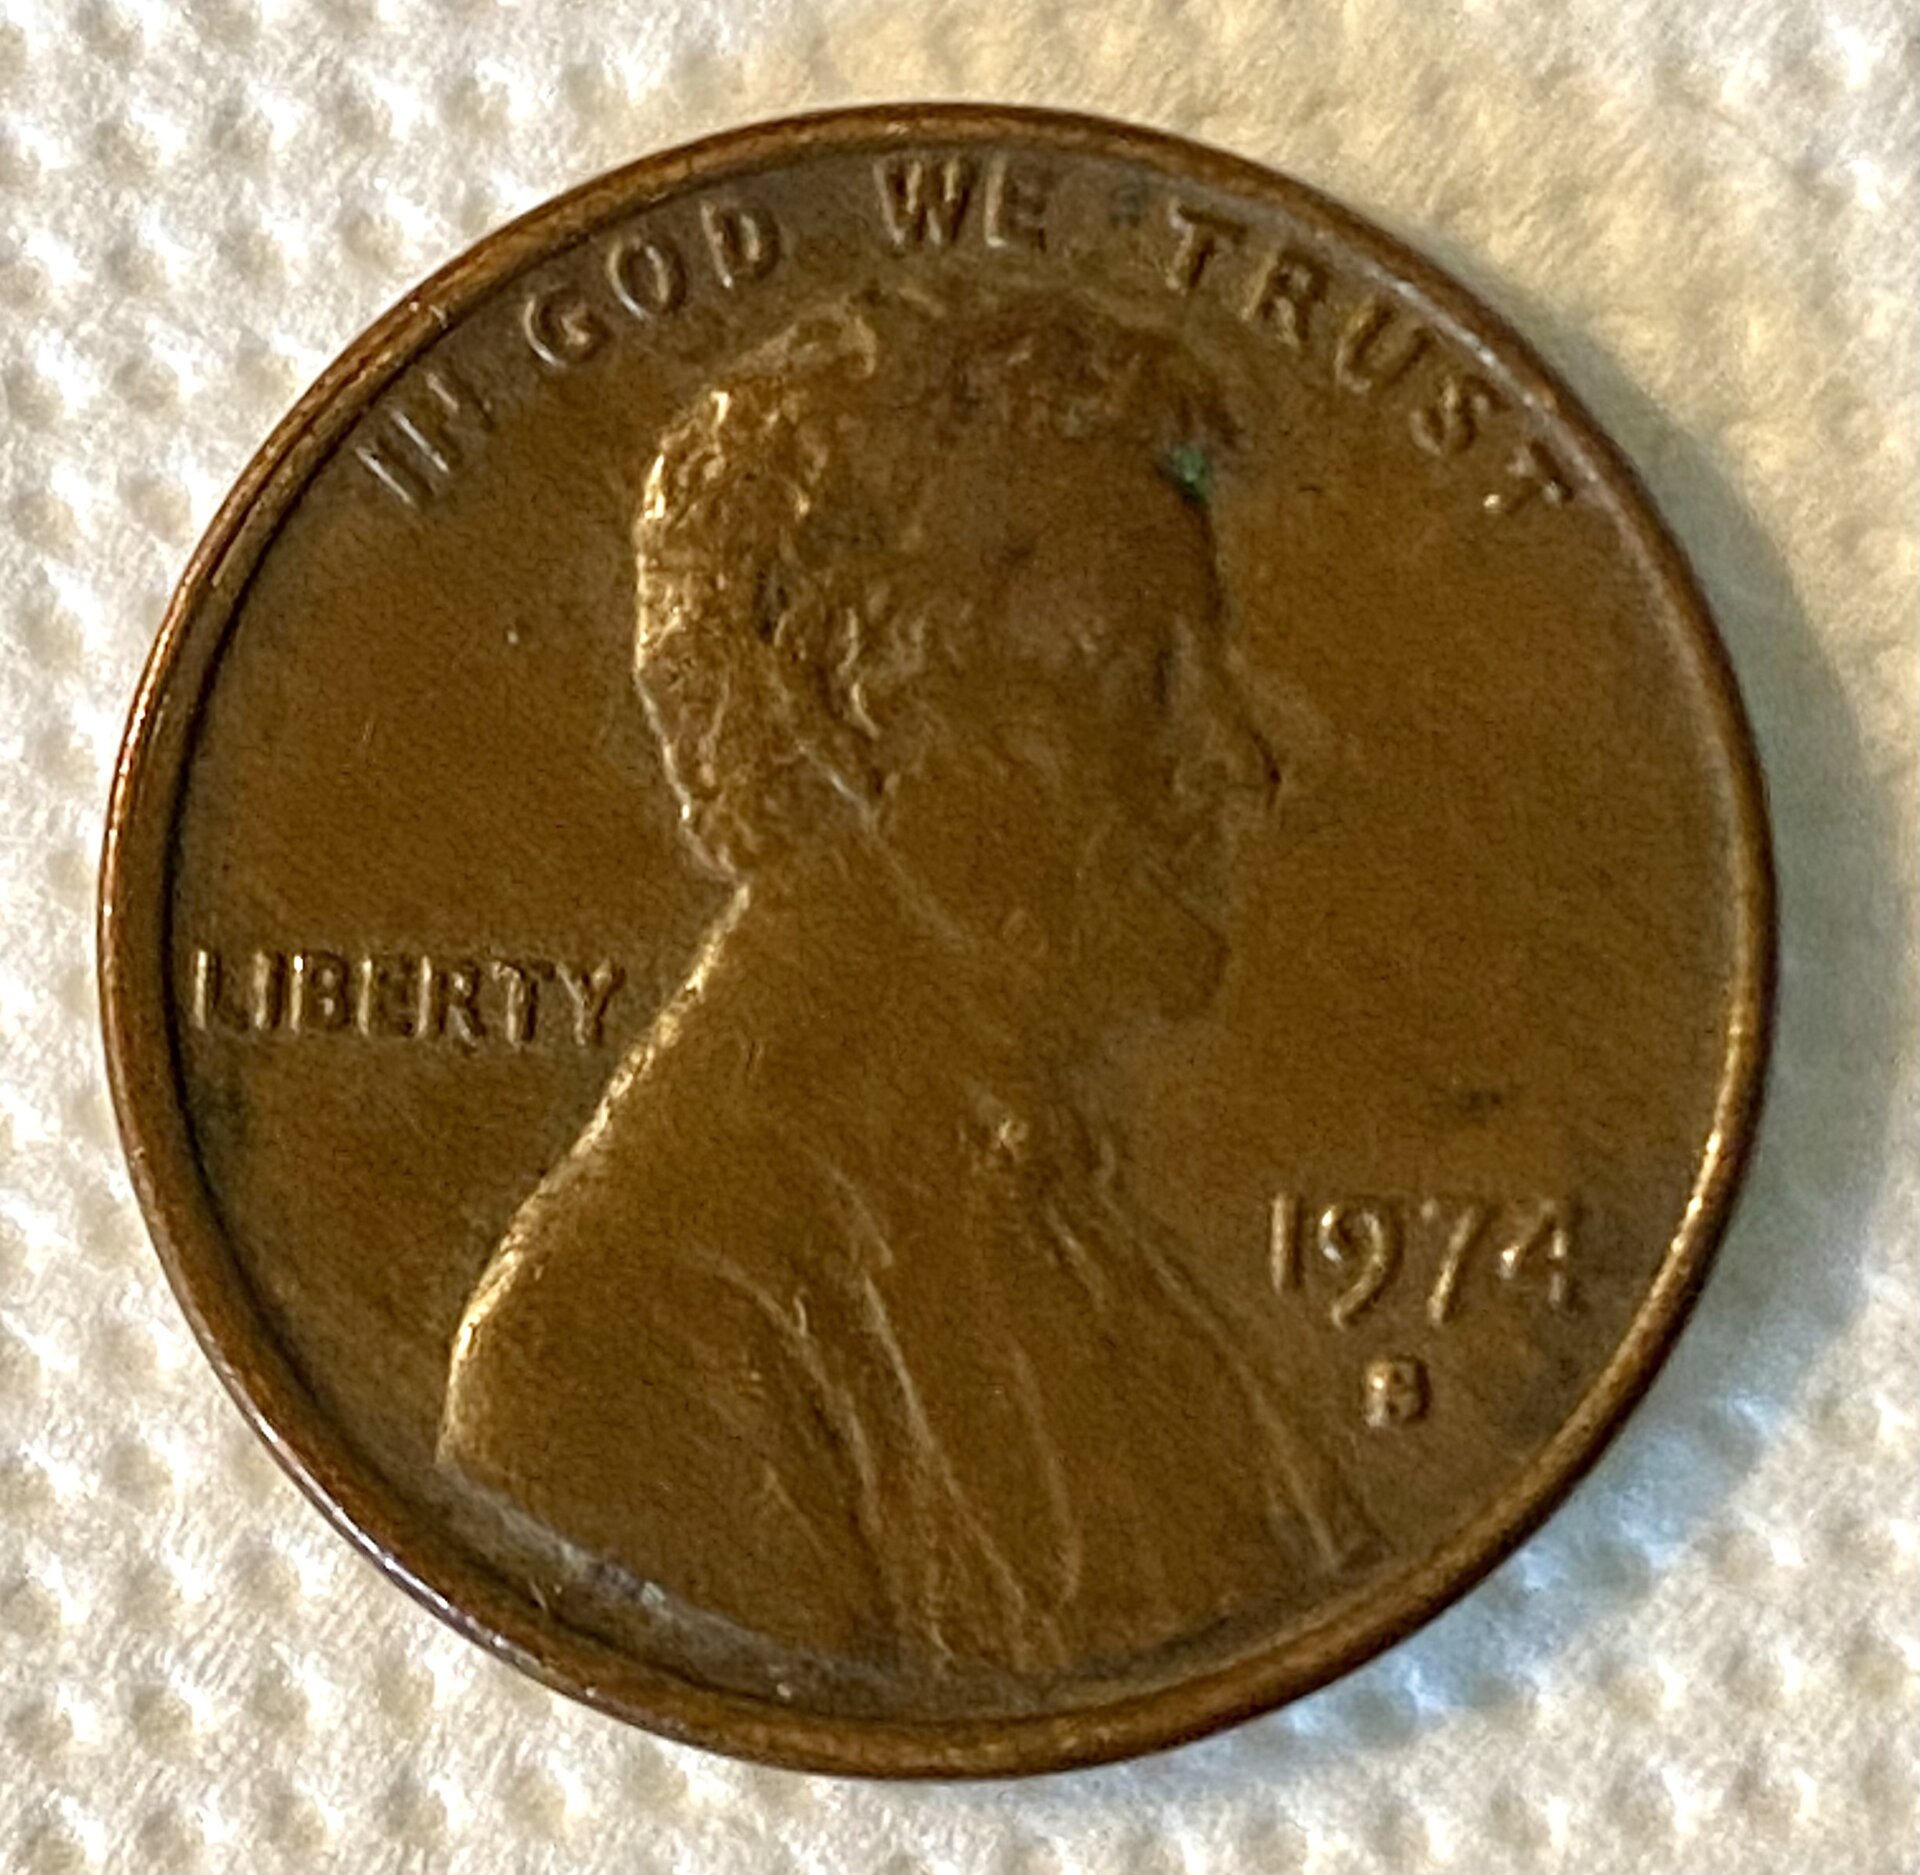 IN GOD WE TRUST
LIBERTY
1974
S